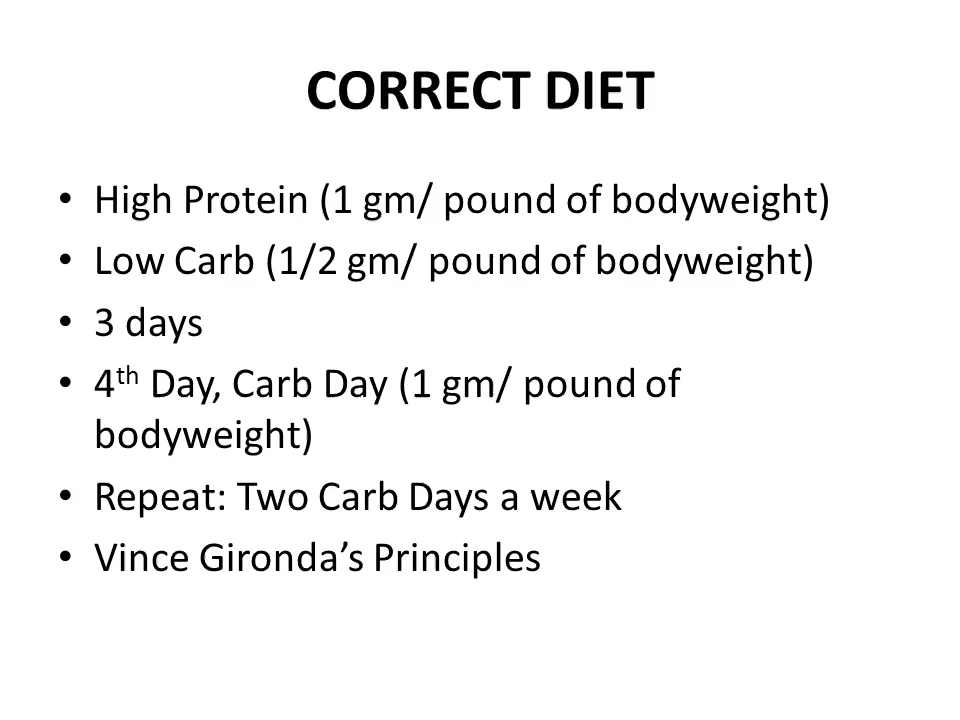 CORRECT DIET
• High Protein (1 gm/ pound of bodyweight)
• Low Carb (1/2 gm/ pound of bodyweight)
• 3 days
• 4th Day, Carb Day (1 gm/ pound of
bodyweight)
• Repeat: Two Carb Days a week
• Vince Gironda’s Principles